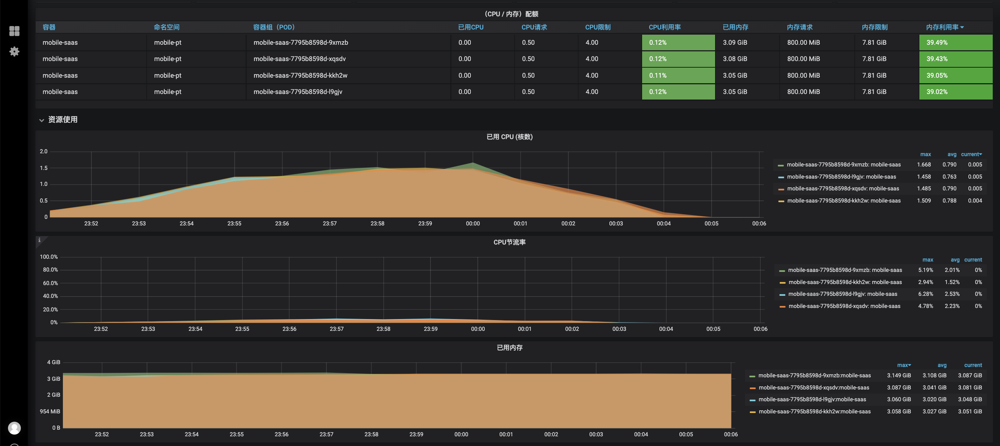 （CPU / 内存）配额
容器 命名空间 容器组（POD） 已用CPU CPU请求 CPU限制 CPU利用率 已用内存 内存请求 内存限制 内存利用率
mobile-saas mobile-pt mobile-saas-7795b8598d-9xmzb 0.00 0.50 4.00 0.12% 3.09 GiB 800.00 MiB 7.81 GiB 39.49%
mobile-saas mobile-pt mobile-saas-7795b8598d-xqsdv 0.00 0.50 4.00 0.12% 3.08 GiB 800.00 MiB 7.81 GiB 39.43%
mobile-saas mobile-pt mobile-saas-7795b8598d-kkh2w 0.00 0.50 4.00 0.11% 3.05 GiB 800.00 MiB 7.81 GiB 39.05%
mobile-saas mobile-pt mobile-saas-7795b8598d-l9gjv 0.00 0.50 4.00 0.12% 3.05 GiB 800.00 MiB 7.81 GiB 39.02%
资源使用
已用 CPU (核数)
2.0
1.5
1.0
0.5
0
23:52 23:53 23:54 23:55 23:56 23:57 23:58 23:59 00:00 00:01 00:02 00:03 00:04 00:05 00:06
max avg current
mobile-saas-7795b8598d-9xmzb: mobile-saas 1.668 0.790 0.005
mobile-saas-7795b8598d-l9gjv: mobile-saas 1.458 0.763 0.005
mobile-saas-7795b8598d-xqsdv: mobile-saas 1.485 0.790 0.005
mobile-saas-7795b8598d-kkh2w: mobile-saas 1.509 0.788 0.004
i
CPU节流率
100.0%
80.0%
60.0%
40.0%
20.0%
0%
23:52 23:53 23:54 23:55 23:56 23:57 23:58 23:59 00:00 00:01 00:02 00:03 00:04 00:05 00:06
max avg current
mobile-saas-7795b8598d-9xmzb: mobile-saas 5.19% 2.01% 0%
mobile-saas-7795b8598d-kkh2w: mobile-saas 2.94% 1.52% 0%
mobile-saas-7795b8598d-l9gjv: mobile-saas 6.28% 2.53% 0%
mobile-saas-7795b8598d-xqsdv: mobile-saas 4.78% 2.23% 0%
已用内存
4 GiB
3 GiB
2 GiB
954 MiB
0 B
23:52 23:53 23:54 23:55 23:56 23:57 23:58 23:59 00:00 00:01 00:02 00:03 00:04 00:05 00:06
max avg current
mobile-saas-7795b8598d-9xmzb:mobile-saas 3.149 GiB 3.108 GiB 3.087 GiB
mobile-saas-7795b8598d-xqsdv:mobile-saas 3.087 GiB 3.041 GiB 3.081 GiB
mobile-saas-7795b8598d-l9gjv:mobile-saas 3.060 GiB 3.020 GiB 3.048 GiB
mobile-saas-7795b8598d-kkh2w:mobile-saas 3.058 GiB 3.027 GiB 3.051 GiB